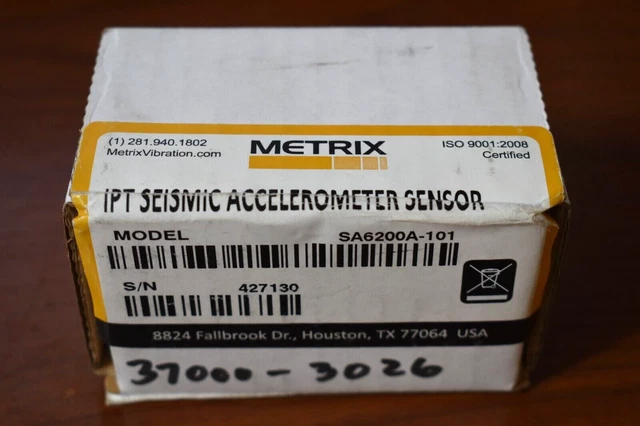 (1) 281.940.1802
MetrixVibration.com
METRIX
ISO 9001:2008
Certified
IPT SEISMIC ACCELEROMETER SENSOR
MODEL SA6200A-101
S/N 427130
8824 Fallbrook Dr., Houston, TX 77064 USA
37000-3026